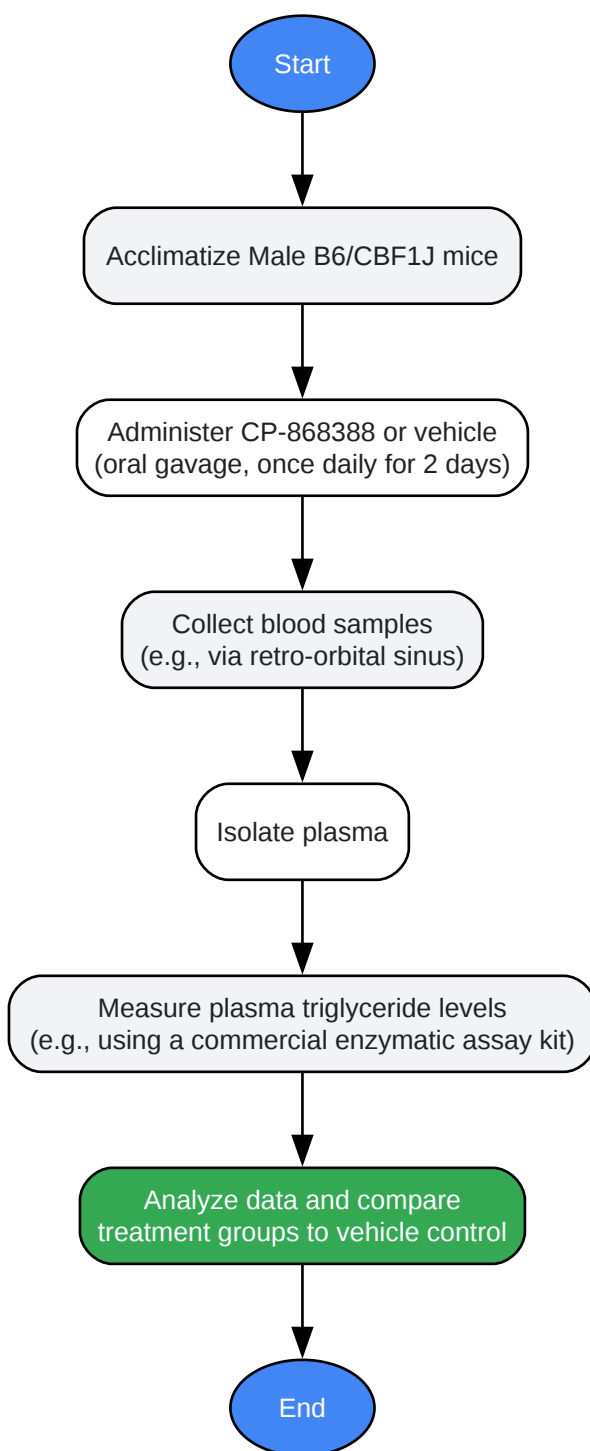 Start
Acclimatize Male B6/CBF1J mice
Administer CP-868388 or vehicle
(oral gavage, once daily for 2 days)
Collect blood samples
(e.g., via retro-orbital sinus)
Isolate plasma
Measure plasma triglyceride levels
(e.g., using a commercial enzymatic assay kit)
Analyze data and compare
treatment groups to vehicle control
End